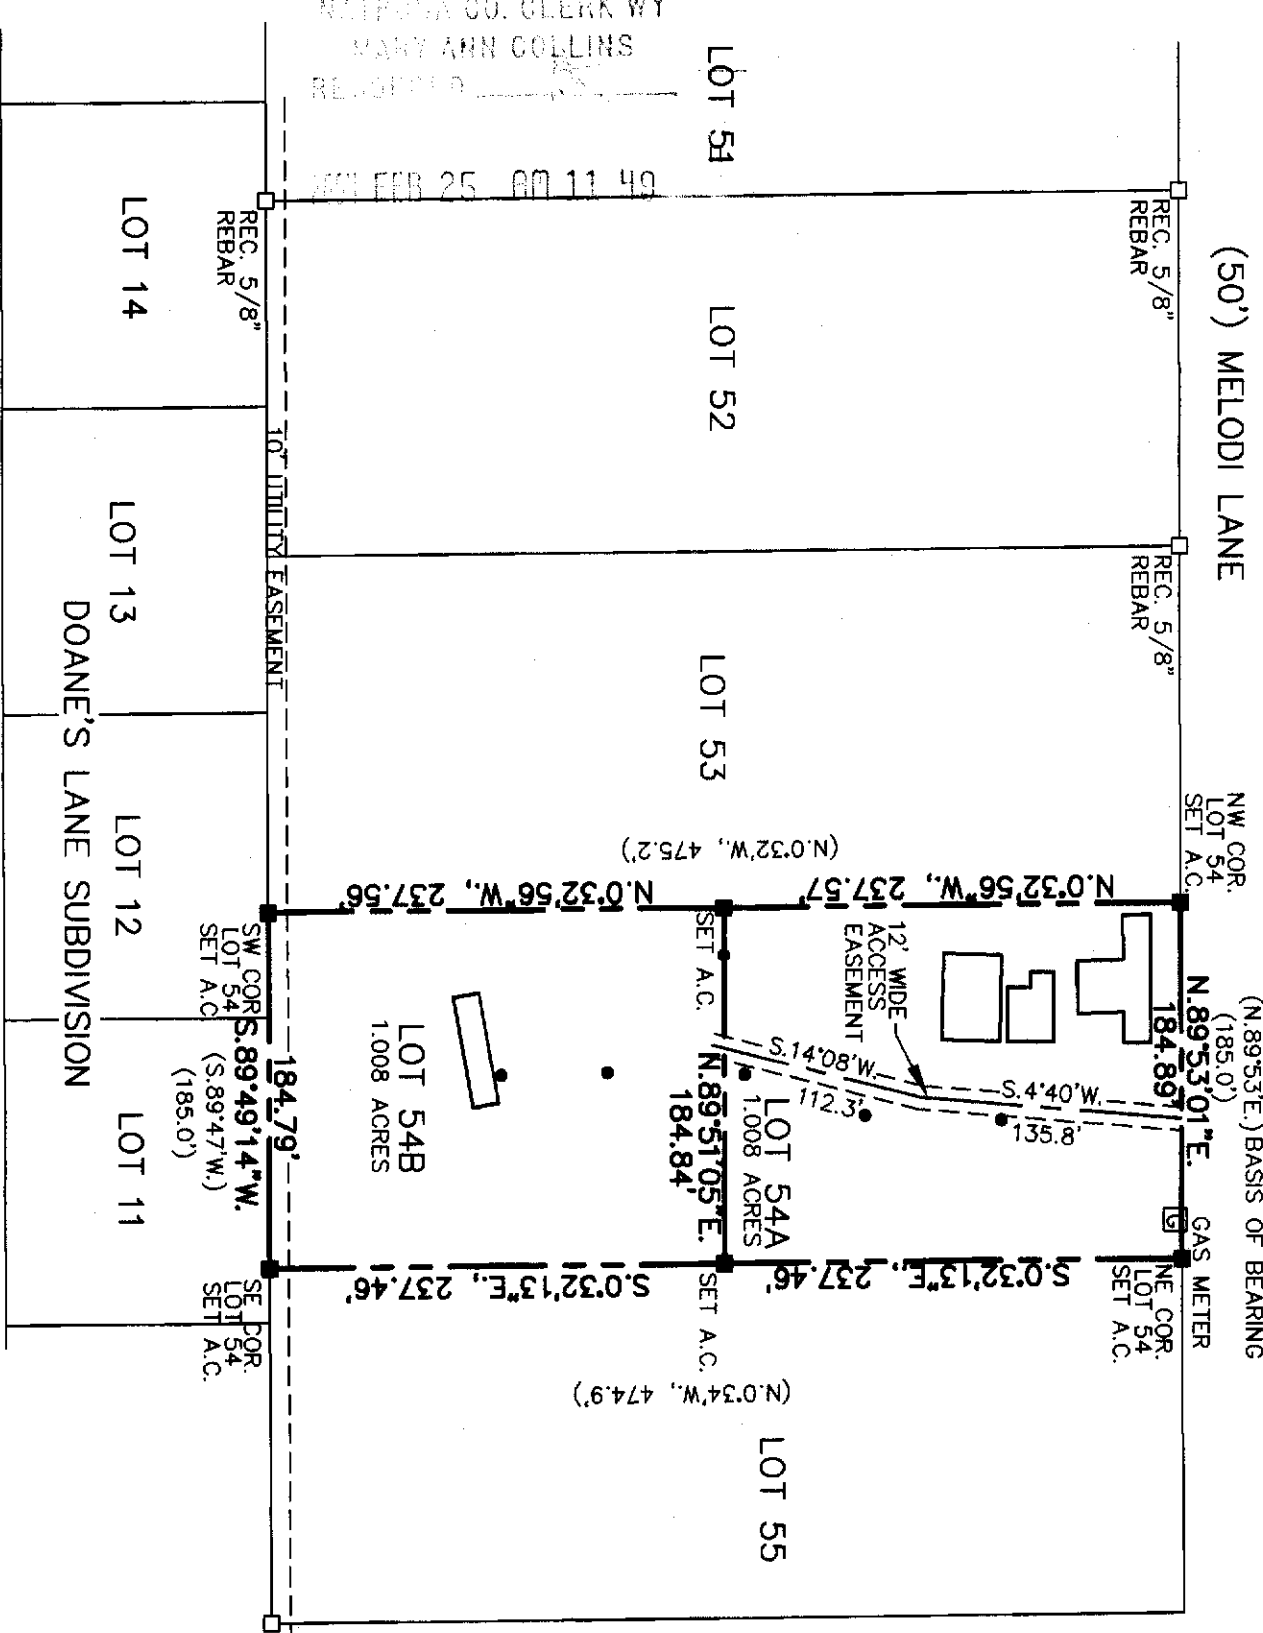 CO. CLERK WY
MARY ANN COLLINS
FEB 25 AM 11 49
(50') MELODI LANE
(N.89°53'E.) BASIS OF BEARING
(185.0')
N.89°53'01"E.
184.89'
GAS METER
G
NW COR.
LOT 54
SET A.C.
NE COR.
LOT 54
SET A.C.
REC. 5/8"
REBAR
REC. 5/8"
REBAR
LOT 51
LOT 52
LOT 53
(N.0°32'W., 475.2')
N.0°32'56"W., 237.57'
N.0°32'56"W., 237.56'
12' WIDE
ACCESS
EASEMENT
S.4°40'W.
135.8'
S.14°08'W.
112.3'
LOT 54A
1.008 ACRES
SET A.C.
N.89°51'05"E.
184.84'
SET A.C.
S.0°32'13"E., 237.46'
S.0°32'13"E., 237.46'
(N.0°34'W., 474.9')
LOT 55
LOT 54B
1.008 ACRES
10' UTILITY EASEMENT
REC. 5/8"
REBAR
SW COR.
LOT 54
SET A.C.
184.79'
S.89°49'14"W.
(S.89°47'W.)
(185.0')
SE COR.
LOT 54
SET A.C.
LOT 14
LOT 13
LOT 12
LOT 11
DOANE'S LANE SUBDIVISION